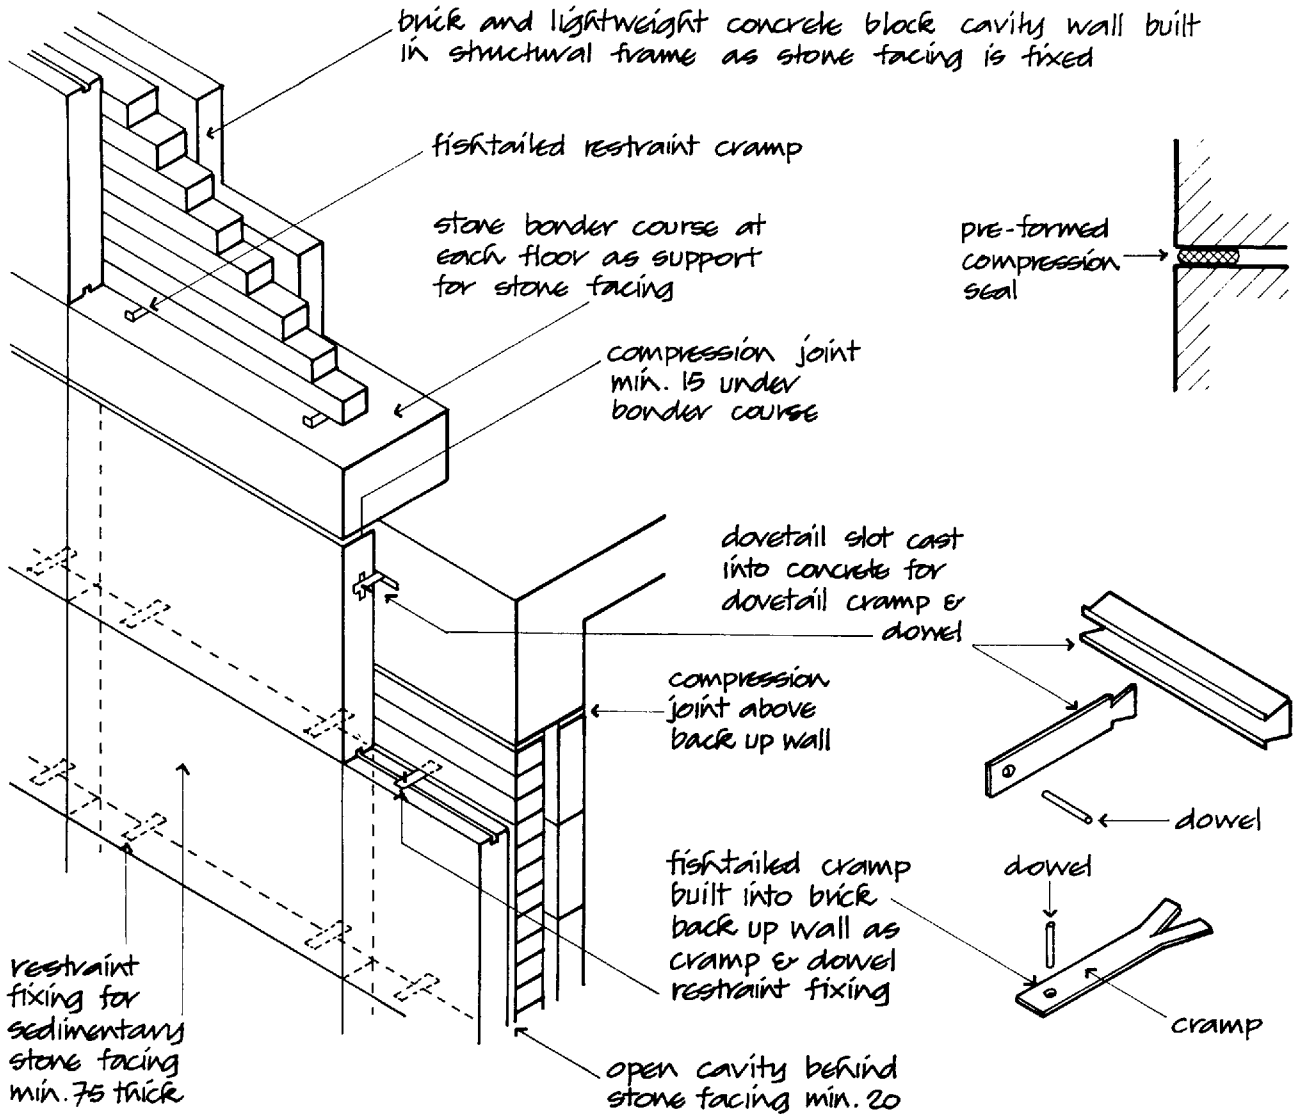 brick and lightweight concrete block cavity wall built
in structural frame as stone facing is fixed
fishtailed restraint cramp
stone bonder course at
each floor as support
for stone facing
pre-formed
compression
seal
compression joint
min. 15 under
bonder course
dovetail slot cast
into concrete for
dovetail cramp &
dowel
compression
joint above
back up wall
dowel
fishtailed cramp
built into brick
back up wall as
cramp & dowel
restraint fixing
dowel
cramp
restraint
fixing for
sedimentary
stone facing
min. 75 thick
open cavity behind
stone facing min. 20